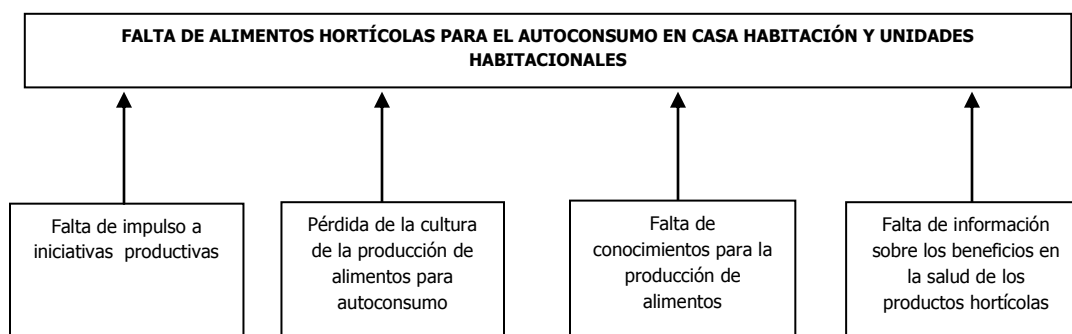 FALTA DE ALIMENTOS HORTÍCOLAS PARA EL AUTOCONSUMO EN CASA HABITACIÓN Y UNIDADES
HABITACIONALES
Falta de impulso a
iniciativas productivas
Pérdida de la cultura
de la producción de
alimentos para
autoconsumo
Falta de
conocimientos para la
producción de
alimentos
Falta de información
sobre los beneficios en
la salud de los
productos hortícolas